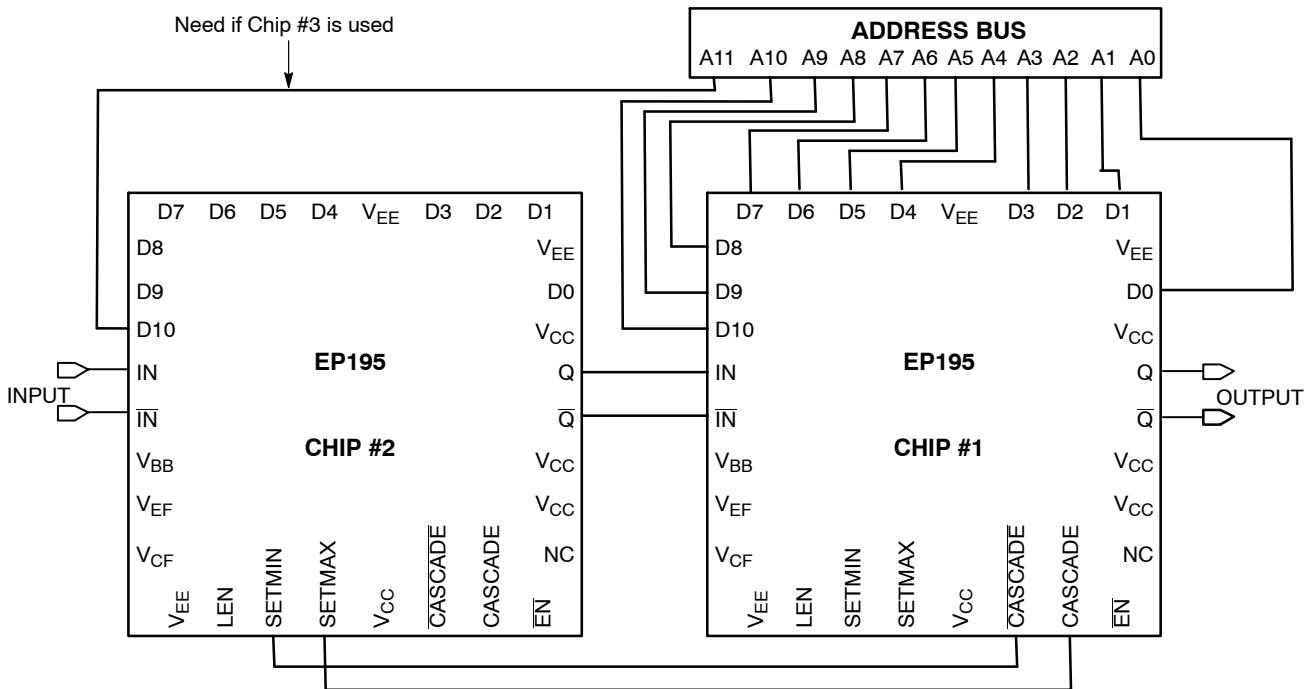 Need if Chip #3 is used
ADDRESS BUS
A11 A10 A9 A8 A7 A6 A5 A4 A3 A2 A1 A0
D7 D6 D5 D4 VEE D3 D2 D1
D8
VEE
D9
D0
D10
VCC
EP195
IN
Q
INPUT
IN
Q
CHIP #2
VBB
VCC
VEF
VCC
VCF
NC
VEE
LEN
SETMIN
SETMAX
VCC
CASCADE
CASCADE
EN
D7 D6 D5 D4 VEE D3 D2 D1
D8
VEE
D9
D0
D10
VCC
EP195
IN
Q
OUTPUT
IN
Q
CHIP #1
VBB
VCC
VEF
VCC
VCF
NC
VEE
LEN
SETMIN
SETMAX
VCC
CASCADE
CASCADE
EN